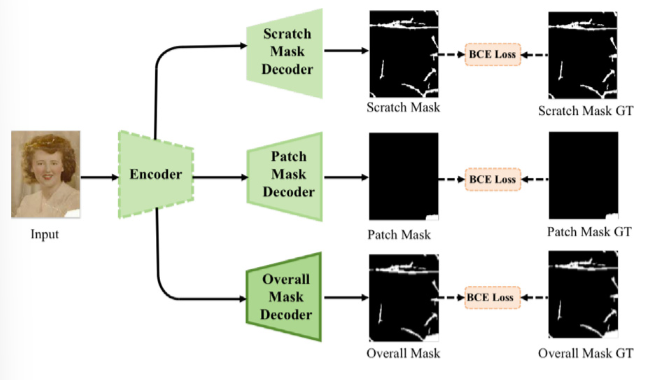 Scratch
Mask
Decoder
BCE Loss
Scratch Mask
Scratch Mask GT
Input
Encoder
Patch
Mask
Decoder
BCE Loss
Patch Mask
Patch Mask GT
Overall
Mask
Decoder
BCE Loss
Overall Mask
Overall Mask GT